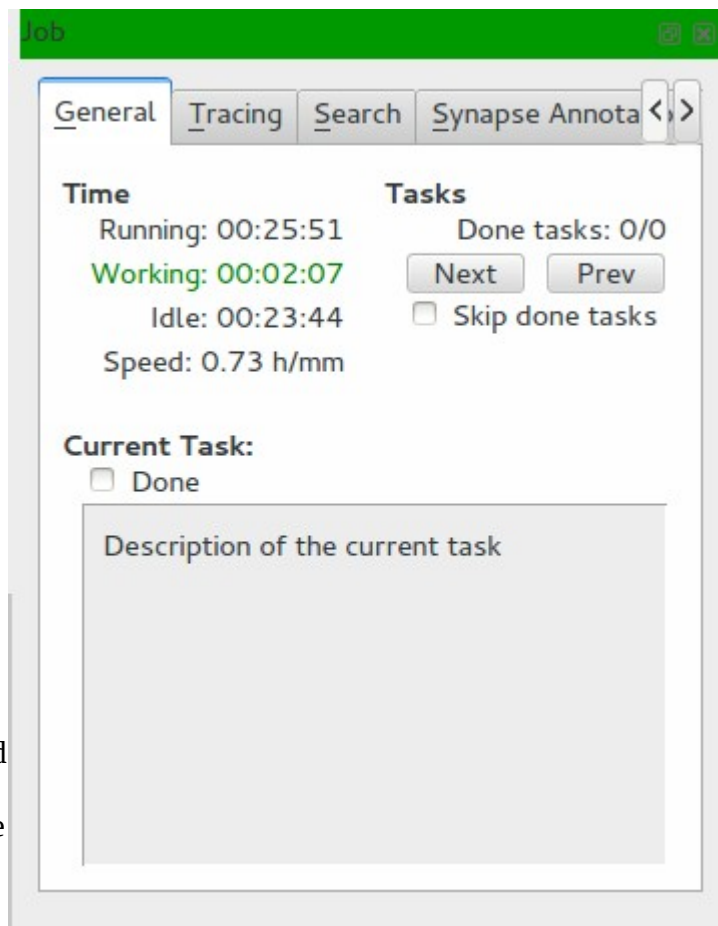 Job
General Tracing Search Synapse Annota
Time
Running: 00:25:51
Working: 00:02:07
Idle: 00:23:44
Speed: 0.73 h/mm
Tasks
Done tasks: 0/0
Next Prev
Skip done tasks
Current Task:
Done
Description of the current task
d
e